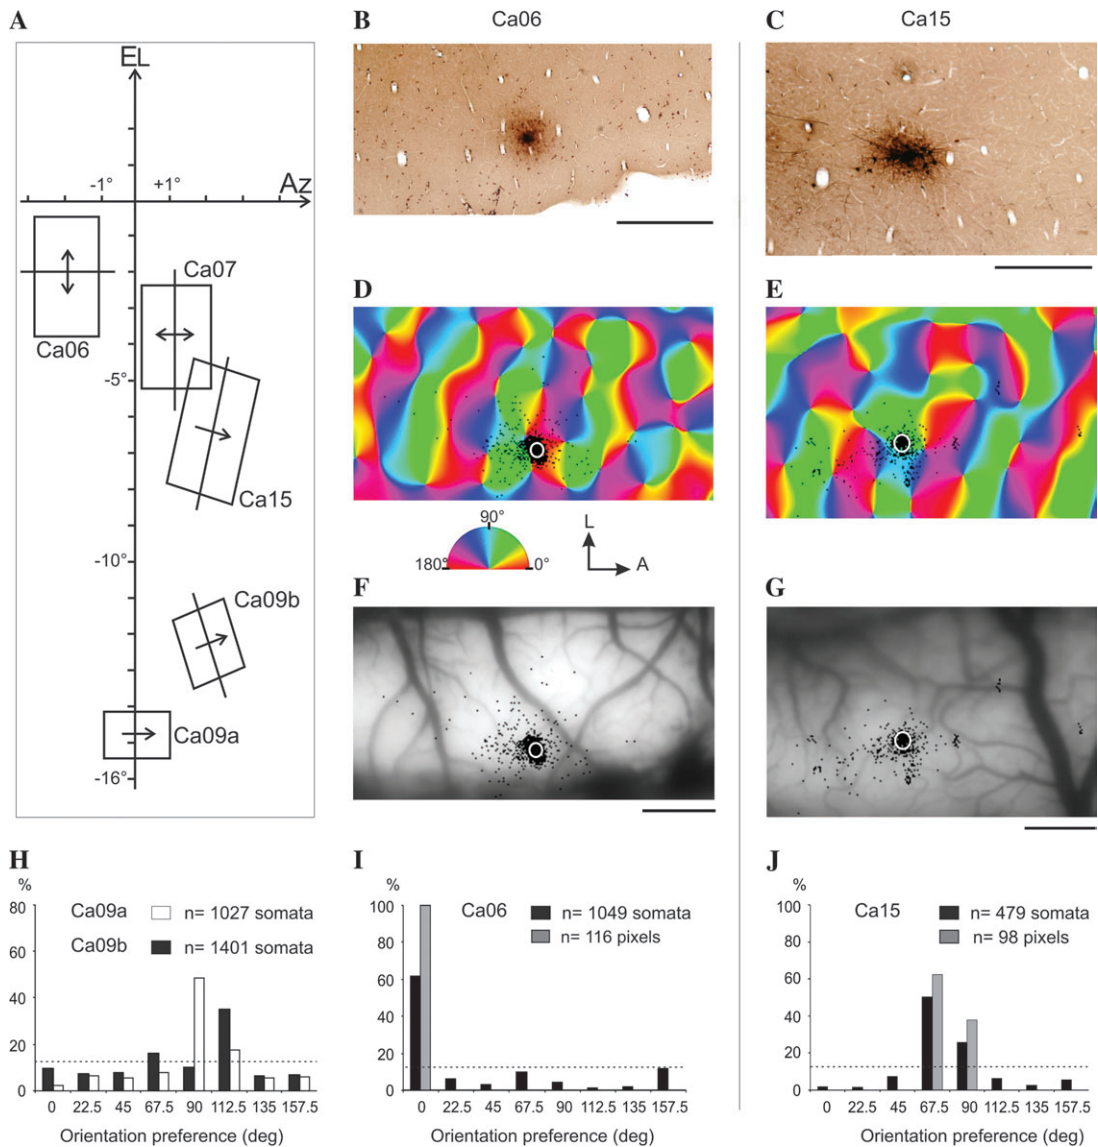 A
B
Ca06
C
Ca15
EL
-1°
+1°
Az
Ca07
Ca06
-5°
Ca15
-10°
Ca09b
Ca09a
-16°
D
E
90°
180°
0°
L
A
F
G
H
%
80
60
40
20
0
Ca09a
n= 1027 somata
Ca09b
n= 1401 somata
0 22.5 45 67.5 90 112.5 135 157.5
Orientation preference (deg)
I
%
100
80
60
40
20
0
Ca06
n= 1049 somata
n= 116 pixels
0 22.5 45 67.5 90 112.5 135 157.5
Orientation preference (deg)
J
%
100
80
60
40
20
0
Ca15
n= 479 somata
n= 98 pixels
0 22.5 45 67.5 90 112.5 135 157.5
Orientation preference (deg)